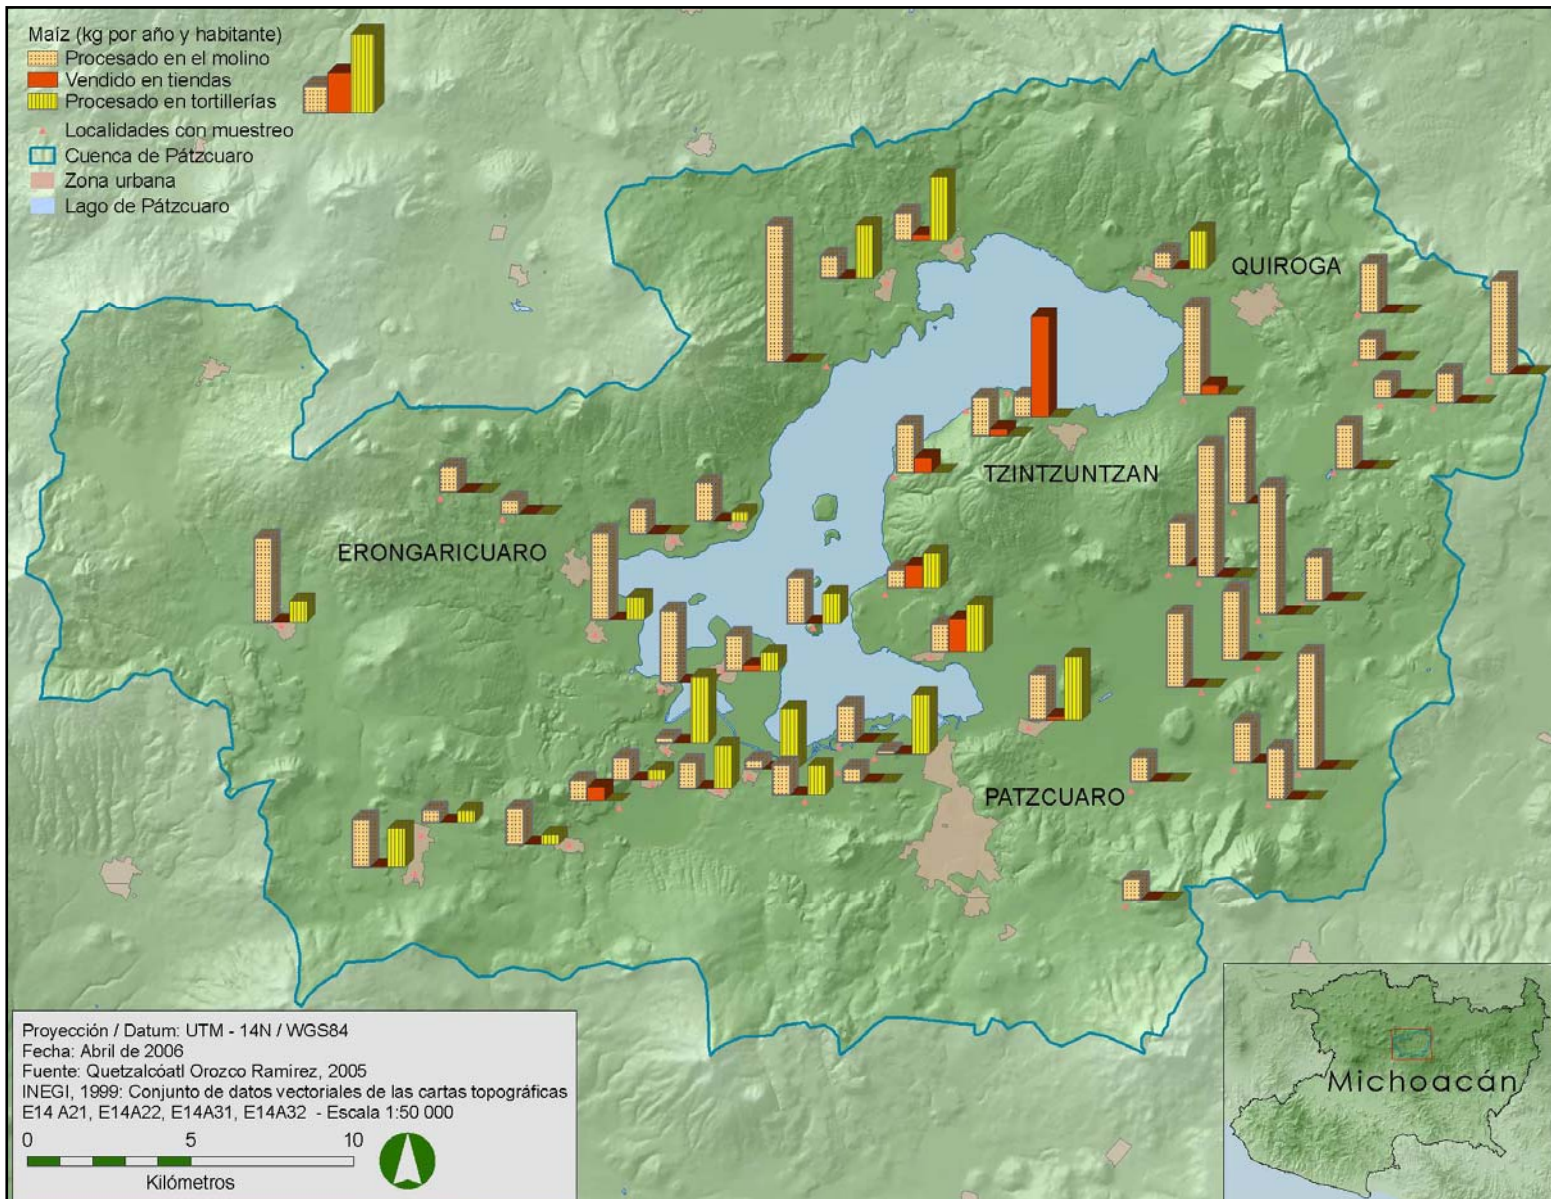 Maíz (kg por año y habitante)
Procesado en el molino
Vendido en tiendas
Procesado en tortillerías
Localidades con muestreo
Cuenca de Pátzcuaro
Zona urbana
Lago de Pátzcuaro
QUIROGA
TZINTZUNTZAN
ERONGARICUARO
PATZCUARO
Proyección / Datum: UTM - 14N / WGS84
Fecha: Abril de 2006
Fuente: Quetzalcóatl Orozco Ramírez, 2005
INEGI, 1999: Conjunto de datos vectoriales de las cartas topográficas
E14 A21, E14A22, E14A31, E14A32 - Escala 1:50 000
0 5 10
Kilómetros
Michoacán